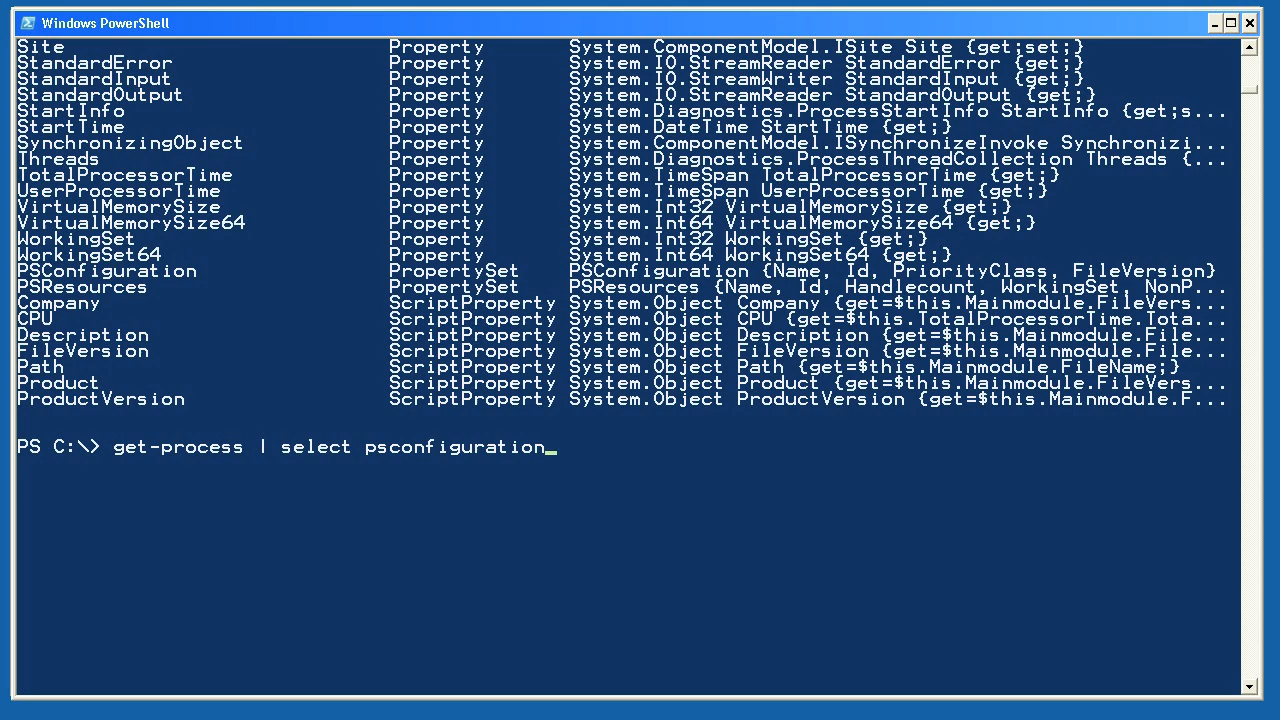 Windows PowerShell
Site Property System.ComponentModel.ISite Site {get;set;}
StandardError Property System.IO.StreamReader StandardError {get;}
StandardInput Property System.IO.StreamWriter StandardInput {get;}
StandardOutput Property System.IO.StreamReader StandardOutput {get;}
StartInfo Property System.Diagnostics.ProcessStartInfo StartInfo {get;s...
StartTime Property System.DateTime StartTime {get;}
SynchronizingObject Property System.ComponentModel.ISynchronizeInvoke Synchronizi...
Threads Property System.Diagnostics.ProcessThreadCollection Threads {...
TotalProcessorTime Property System.TimeSpan TotalProcessorTime {get;}
UserProcessorTime Property System.TimeSpan UserProcessorTime {get;}
VirtualMemorySize Property System.Int32 VirtualMemorySize {get;}
VirtualMemorySize64 Property System.Int64 VirtualMemorySize64 {get;}
WorkingSet Property System.Int32 WorkingSet {get;}
WorkingSet64 Property System.Int64 WorkingSet64 {get;}
PSConfiguration PropertySet PSConfiguration {Name, Id, PriorityClass, FileVersion}
PSResources PropertySet PSResources {Name, Id, Handlecount, WorkingSet, NonP...
Company ScriptProperty System.Object Company {get=$this.Mainmodule.FileVers...
CPU ScriptProperty System.Object CPU {get=$this.TotalProcessorTime.Tota...
Description ScriptProperty System.Object Description {get=$this.Mainmodule.File...
FileVersion ScriptProperty System.Object FileVersion {get=$this.Mainmodule.File...
Path ScriptProperty System.Object Path {get=$this.Mainmodule.FileName;}
Product ScriptProperty System.Object Product {get=$this.Mainmodule.FileVers...
ProductVersion ScriptProperty System.Object ProductVersion {get=$this.Mainmodule.F...
PS C:\> get-process | select psconfiguration_